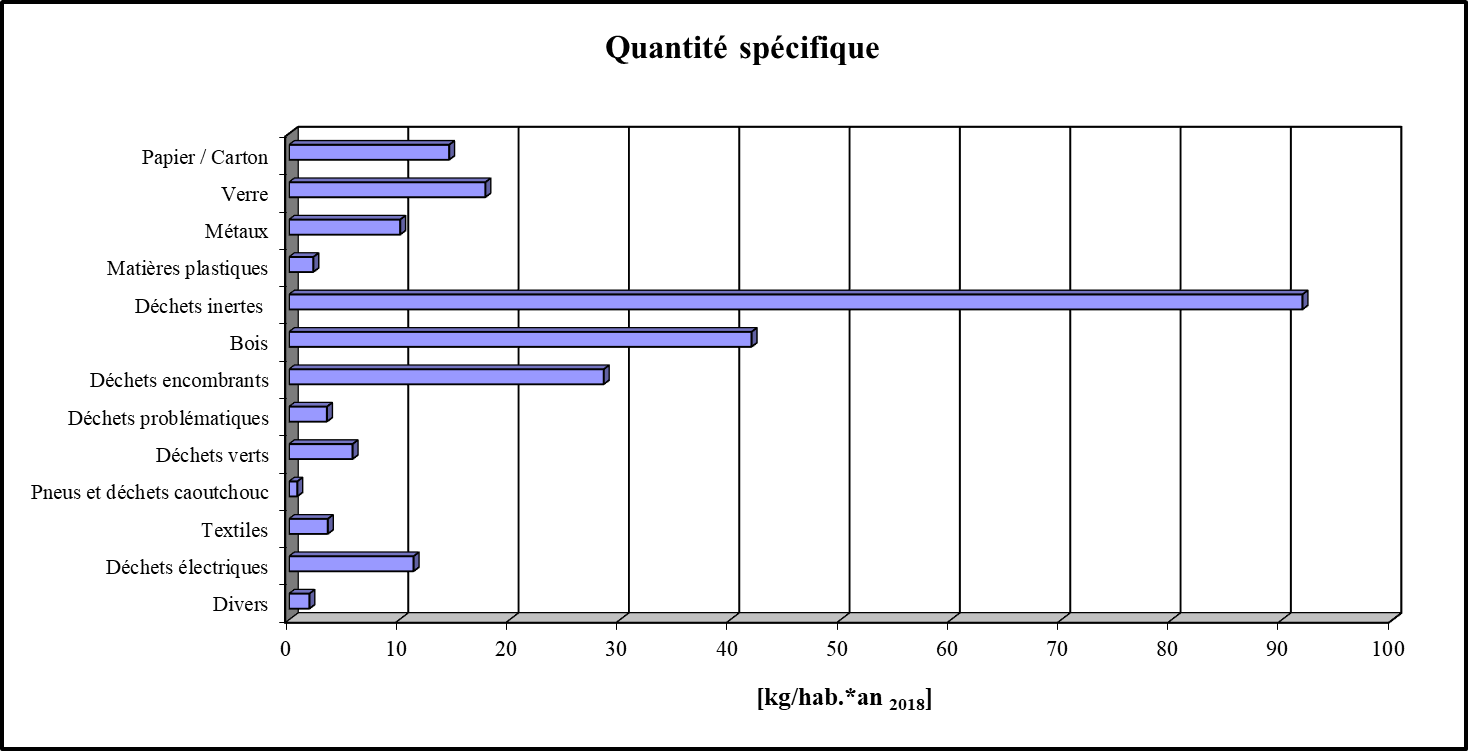 Quantité spécifique
Papier / Carton
Verre
Métaux
Matières plastiques
Déchets inertes
Bois
Déchets encombrants
Déchets problématiques
Déchets verts
Pneus et déchets caoutchouc
Textiles
Déchets électriques
Divers
0 10 20 30 40 50 60 70 80 90 100
[kg/hab.*an 2018]